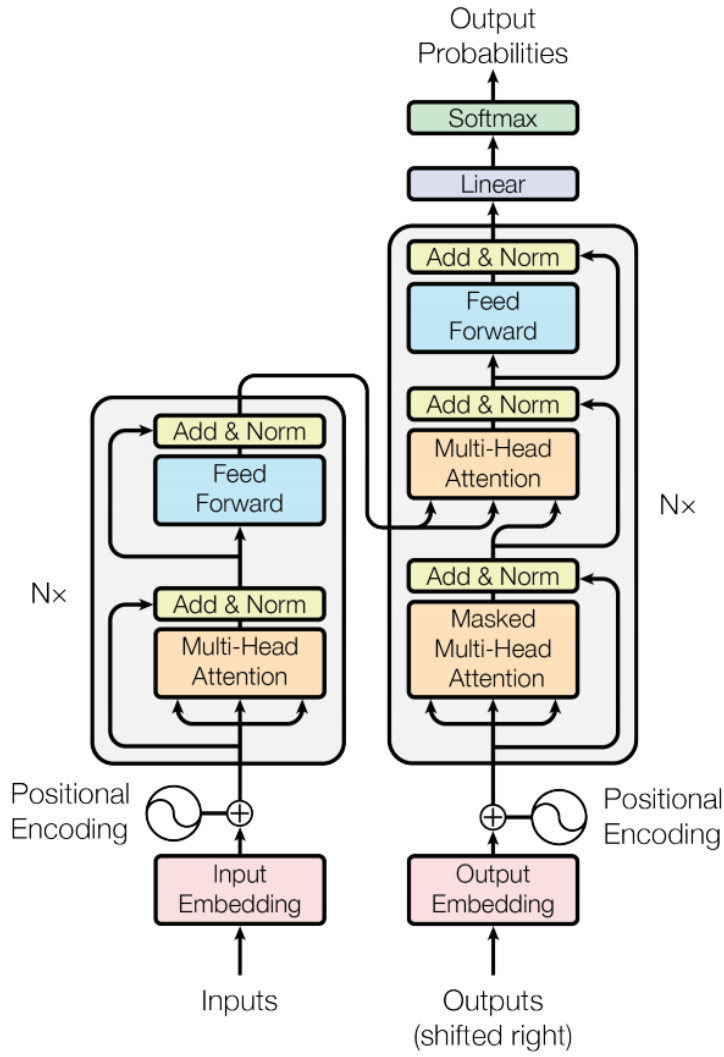 Output
Probabilities
Softmax
Linear
Add & Norm
Feed
Forward
Add & Norm
Multi-Head
Attention
Nx
Add & Norm
Masked
Multi-Head
Attention
Add & Norm
Feed
Forward
Nx
Add & Norm
Multi-Head
Attention
Positional
Encoding
Positional
Encoding
Input
Embedding
Output
Embedding
Inputs
Outputs
(shifted right)